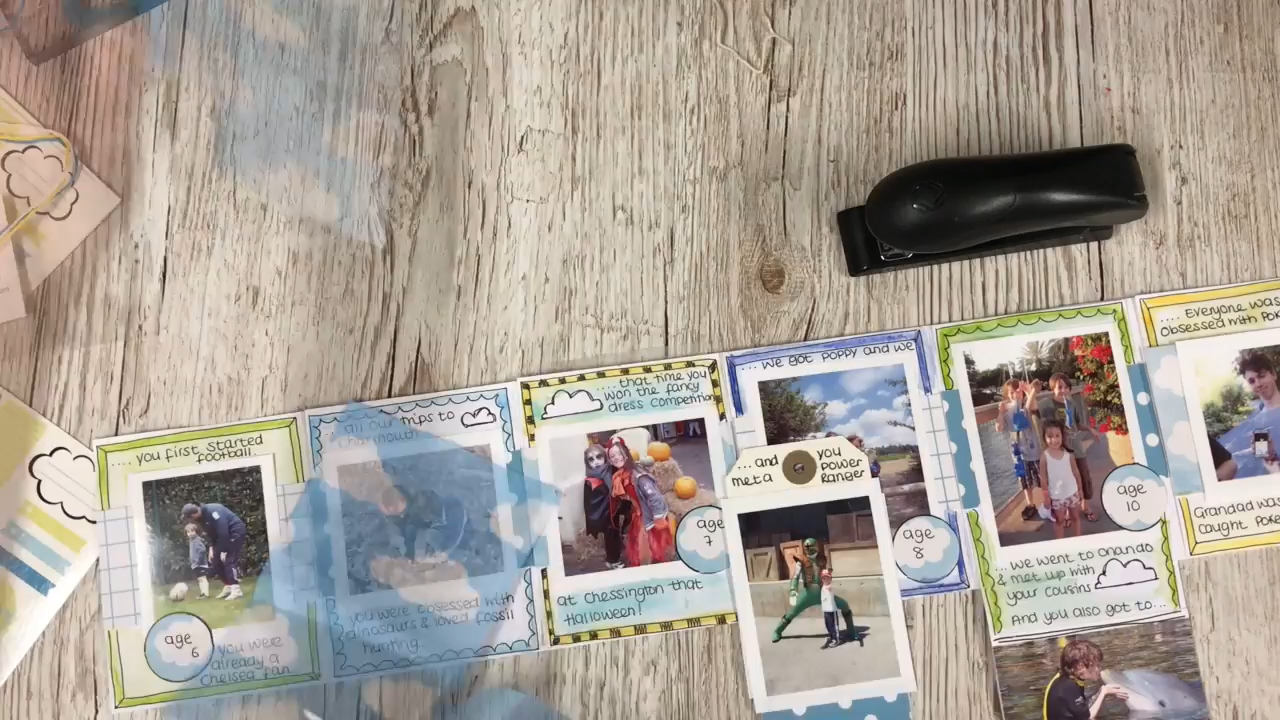 .... you first started
football
age
6
you were
already a
Chelsea fan
all our trips to
Charmouth
you were obsessed with
dinosaurs & loved fossil
hunting.
.... that time you
won the fancy
dress competition
age
7
at chessington that
Halloween!
... we got poppy and we
...and
met a
you
power
Ranger
age
8
age
10
... we went to Orlando
& met up with
your cousins
And you also got to...
.... Everyone was
obsessed with Pok
Grandad wa
caught Poke